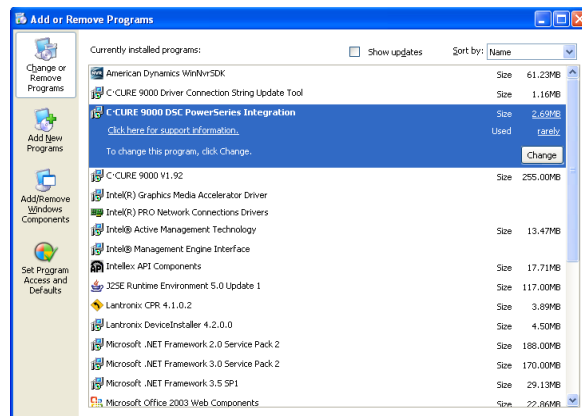 Add or Remove Programs
Change or
Remove
Programs
Add New
Programs
Add/Remove
Windows
Components
Set Program
Access and
Defaults
Currently installed programs:
Show updates
Sort by: Name
American Dynamics WinNvrSDK Size 61.23MB
C·CURE 9000 Driver Connection String Update Tool Size 1.16MB
C·CURE 9000 DSC PowerSeries Integration Size 2.69MB
Click here for support information. Used rarely
To change this program, click Change. Change
C·CURE 9000 V1.92 Size 255.00MB
Intel(R) Graphics Media Accelerator Driver
Intel(R) PRO Network Connections Drivers
Intel® Active Management Technology Size 13.47MB
Intel® Management Engine Interface
API Intellex API Components Size 17.71MB
J2SE Runtime Environment 5.0 Update 1 Size 117.00MB
Lantronix CPR 4.1.0.2 Size 3.89MB
Lantronix DeviceInstaller 4.2.0.0 Size 4.50MB
Microsoft .NET Framework 2.0 Service Pack 2 Size 188.00MB
Microsoft .NET Framework 3.0 Service Pack 2 Size 170.00MB
Microsoft .NET Framework 3.5 SP1 Size 29.13MB
Microsoft Office 2003 Web Components Size 22.86MB